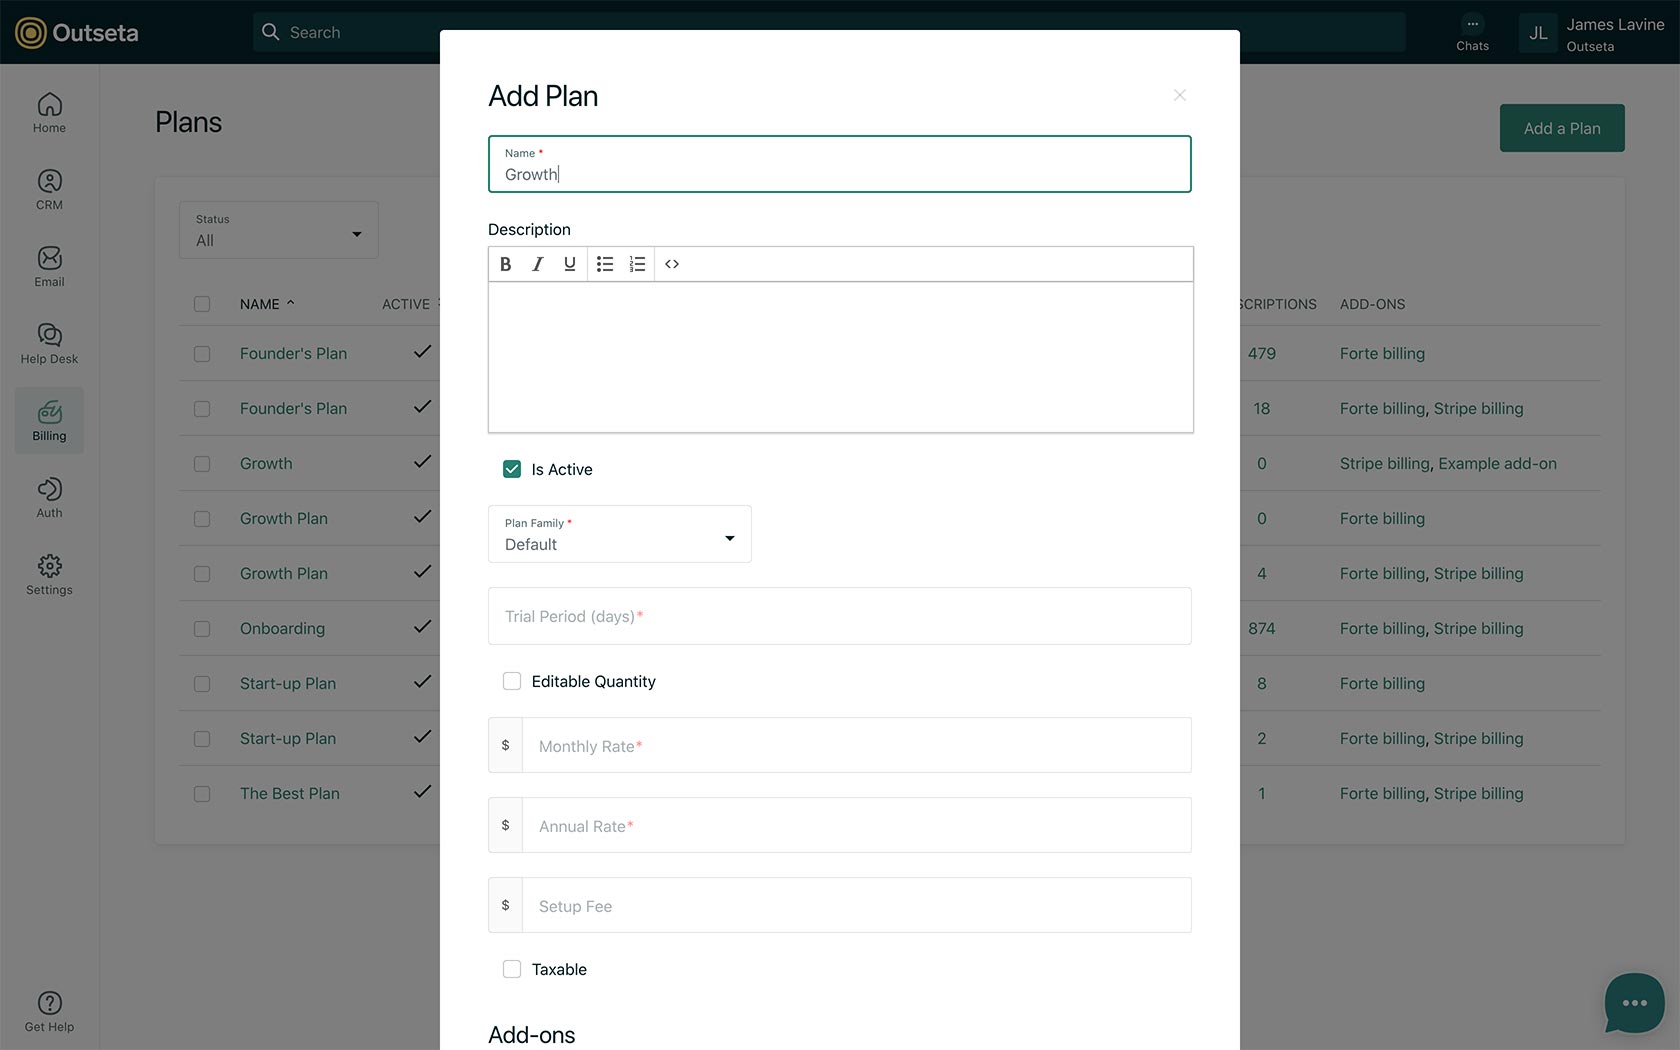 Outseta
Search
Chats
JL
James Lavine
Outseta
Home
CRM
Email
Help Desk
Billing
Auth
Settings
Get Help
Plans
Add a Plan
Status
All
NAME ACTIVE SCRIPTIONS ADD-ONS
Founder's Plan 479 Forte billing
Founder's Plan 18 Forte billing, Stripe billing
Growth 0 Stripe billing, Example add-on
Growth Plan 0 Forte billing
Growth Plan 4 Forte billing, Stripe billing
Onboarding 874 Forte billing, Stripe billing
Start-up Plan 8 Forte billing
Start-up Plan 2 Forte billing, Stripe billing
The Best Plan 1 Forte billing, Stripe billing
Add Plan
Name *
Growth
Description
B I U <>
Is Active
Plan Family *
Default
Trial Period (days)*
Editable Quantity
$ Monthly Rate*
$ Annual Rate*
$ Setup Fee
Taxable
Add-ons